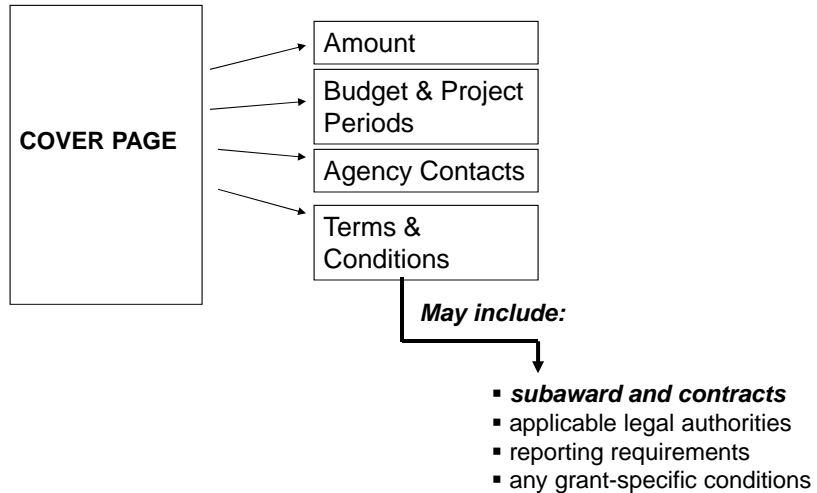 COVER PAGE
Amount
Budget & Project
Periods
Agency Contacts
Terms &
Conditions
May include:
▪ subaward and contracts
▪ applicable legal authorities
▪ reporting requirements
▪ any grant-specific conditions